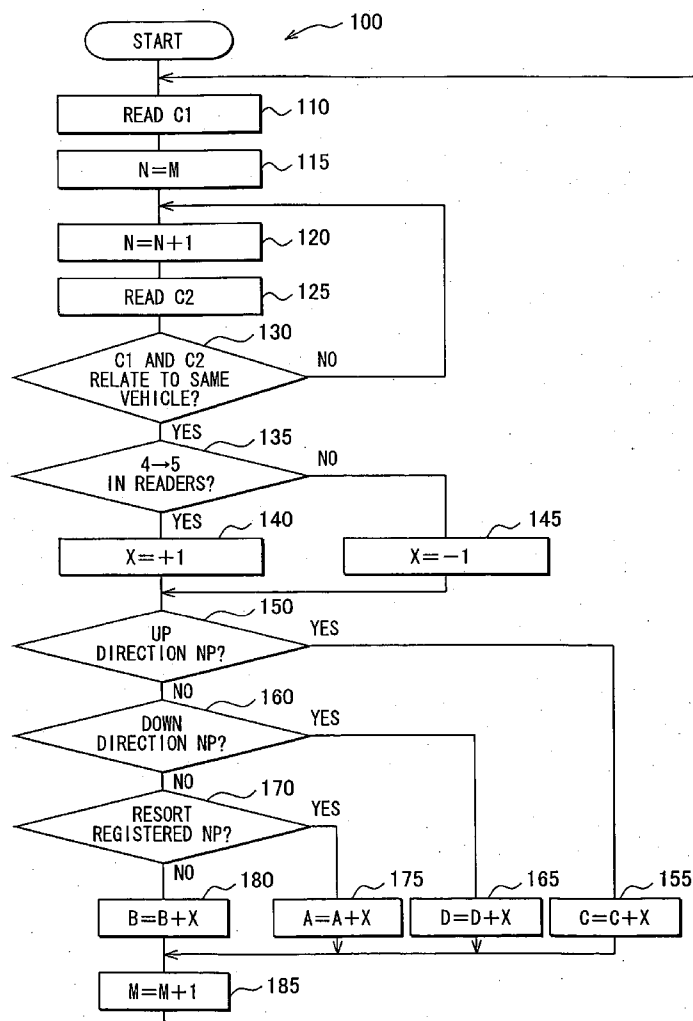 100
START
READ C1
110
N=M
115
N=N+1
120
READ C2
125
130
C1 AND C2
RELATE TO SAME
VEHICLE?
NO
YES
135
4→5
IN READERS?
NO
YES
140
X=+1
145
X=−1
150
UP
DIRECTION NP?
YES
NO
160
DOWN
DIRECTION NP?
YES
NO
170
RESORT
REGISTERED NP?
YES
NO
180
175
165
155
B=B+X
A=A+X
D=D+X
C=C+X
M=M+1
185